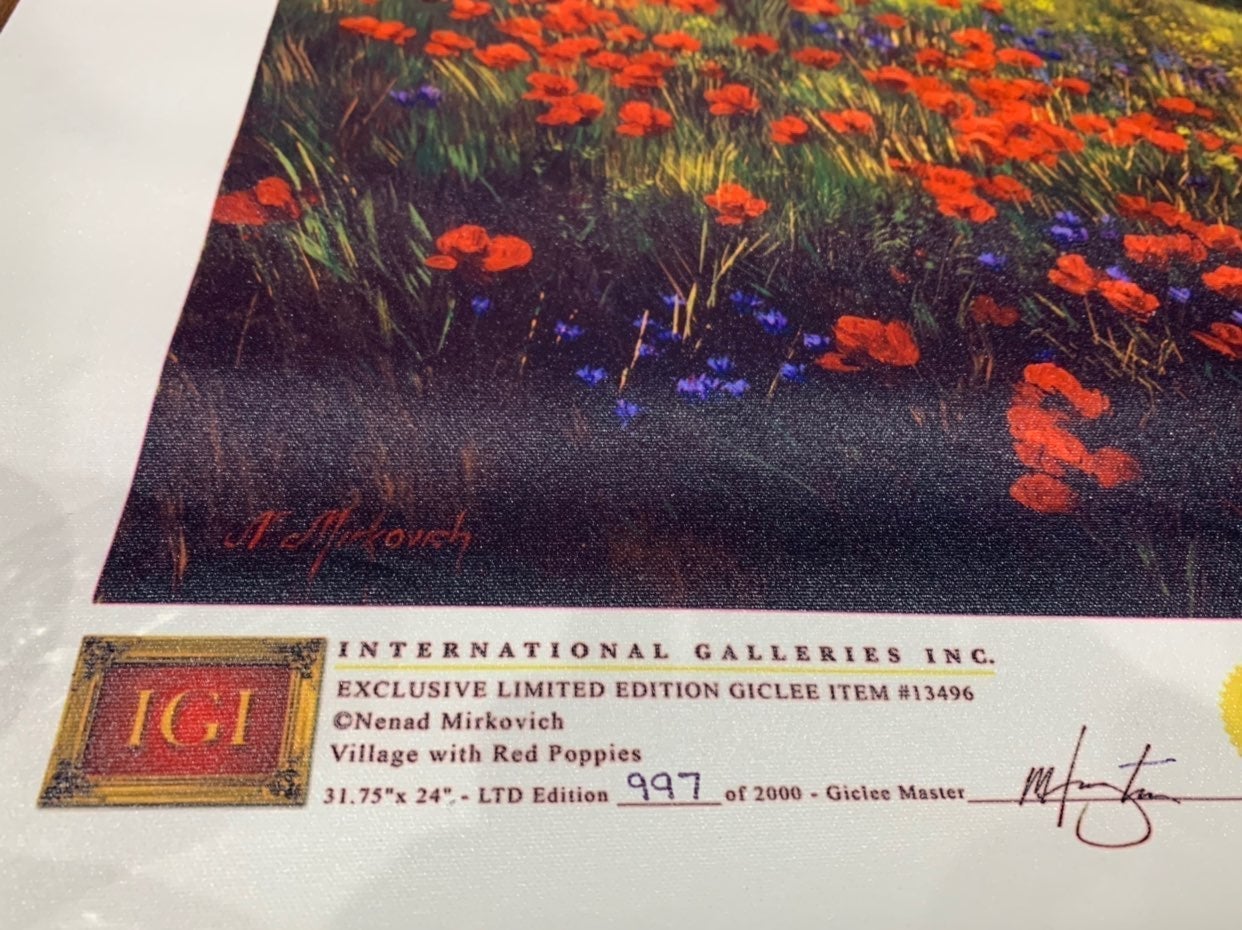 N. Mirkovich
IGI
INTERNATIONAL GALLERIES INC.
EXCLUSIVE LIMITED EDITION GICLEE ITEM #13496
©Nenad Mirkovich
Village with Red Poppies
31.75"x 24" - LTD Edition 997 of 2000 - Giclee Master